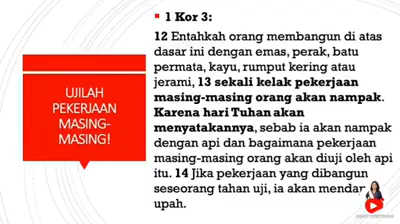 UJILAH
PEKERJAAN
MASING-
MASING!
1 Kor 3:
12 Entahkah orang membangun di atas
dasar ini dengan emas, perak, batu
permata, kayu, rumput kering atau
jerami, 13 sekali kelak pekerjaan
masing-masing orang akan nampak.
Karena hari Tuhan akan
menyatakannya, sebab ia akan nampak
dengan api dan bagaimana pekerjaan
masing-masing orang akan diuji oleh api
itu. 14 Jika pekerjaan yang dibangun
seseorang tahan uji, ia akan mendap
upah.